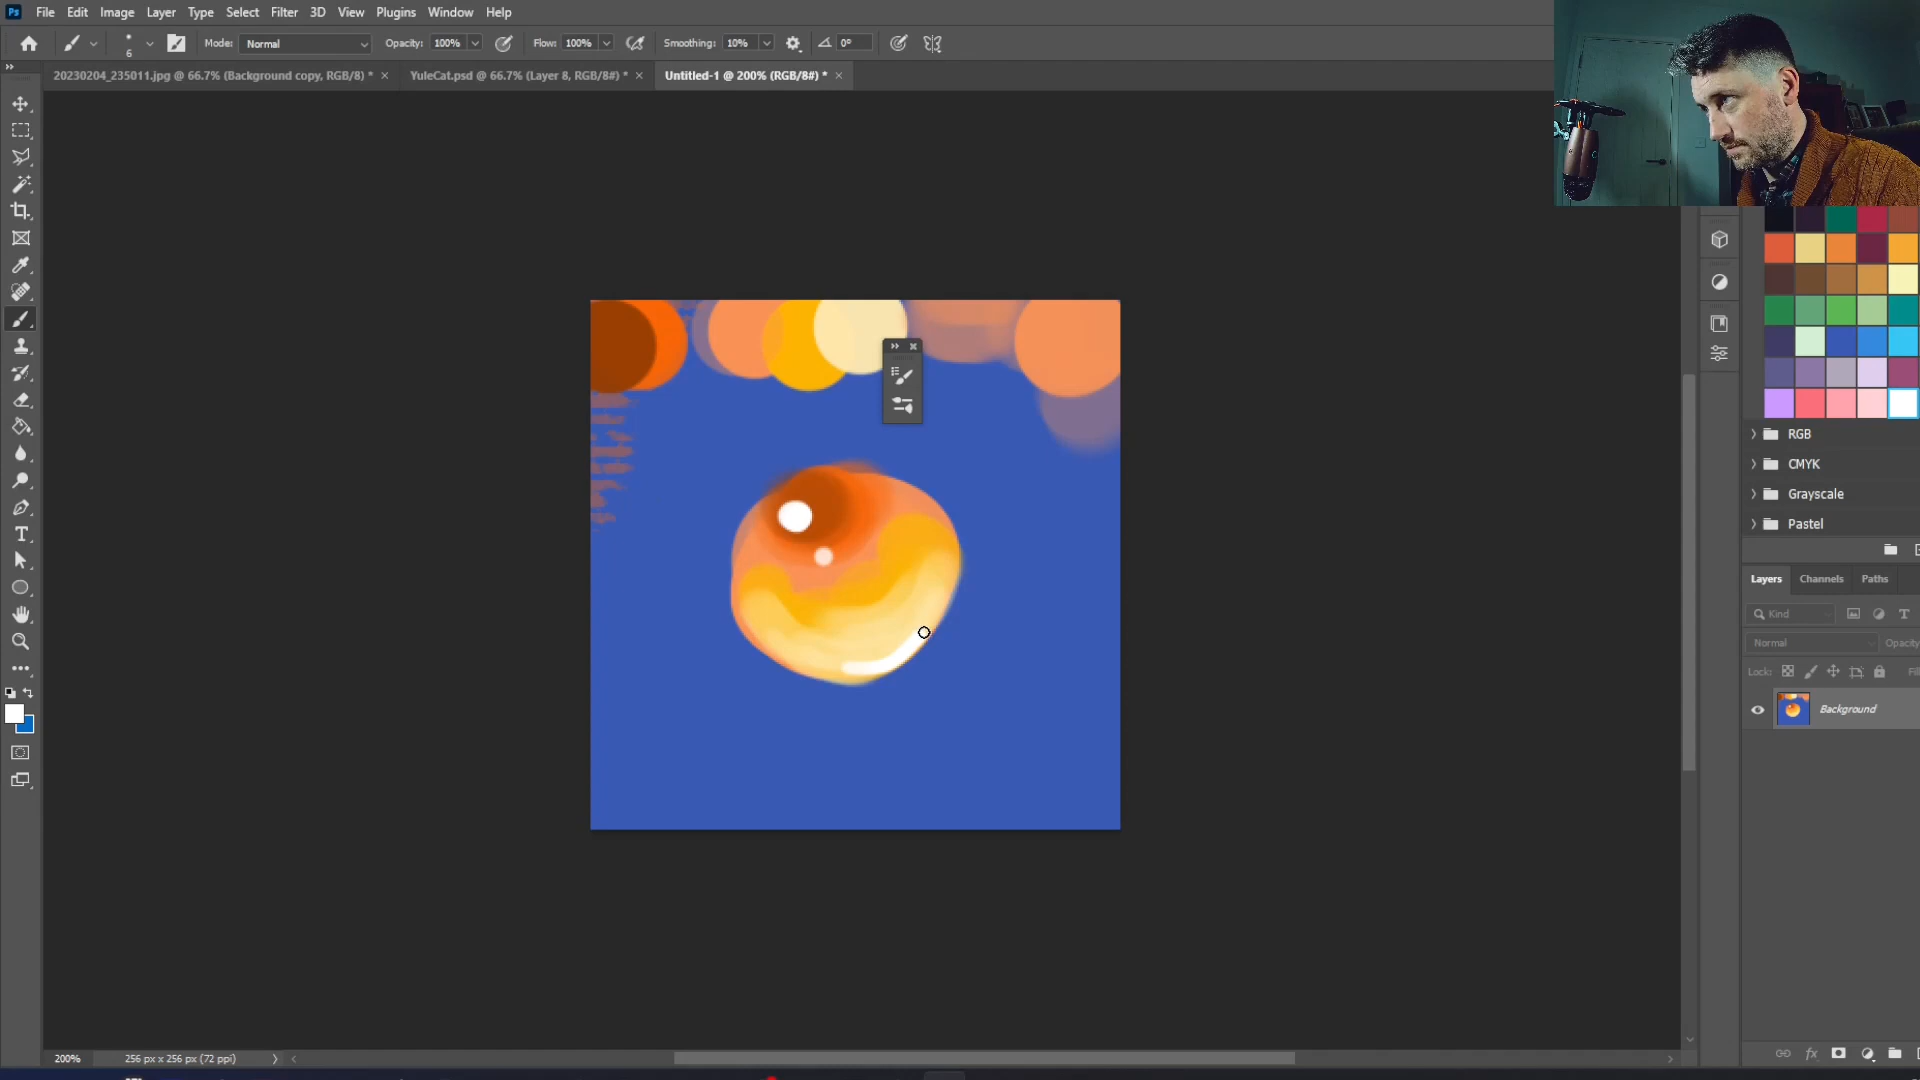 Ps File Edit Image Layer Type Select Filter 3D View Plugins Window Help
6 Mode: Normal Opacity: 100% Flow: 100% Smoothing: 10% 0°
20230204_235011.jpg @ 66.7% (Background copy, RGB/8) * × YuleCat.psd @ 66.7% (Layer 8, RGB/8#) * × Untitled-1 @ 200% (RGB/8#) * ×
RGB
CMYK
Grayscale
Pastel
Layers Channels Paths
Kind
Normal Opacity
Lock:
Background
fx
200% 256 px x 256 px (72 ppi)